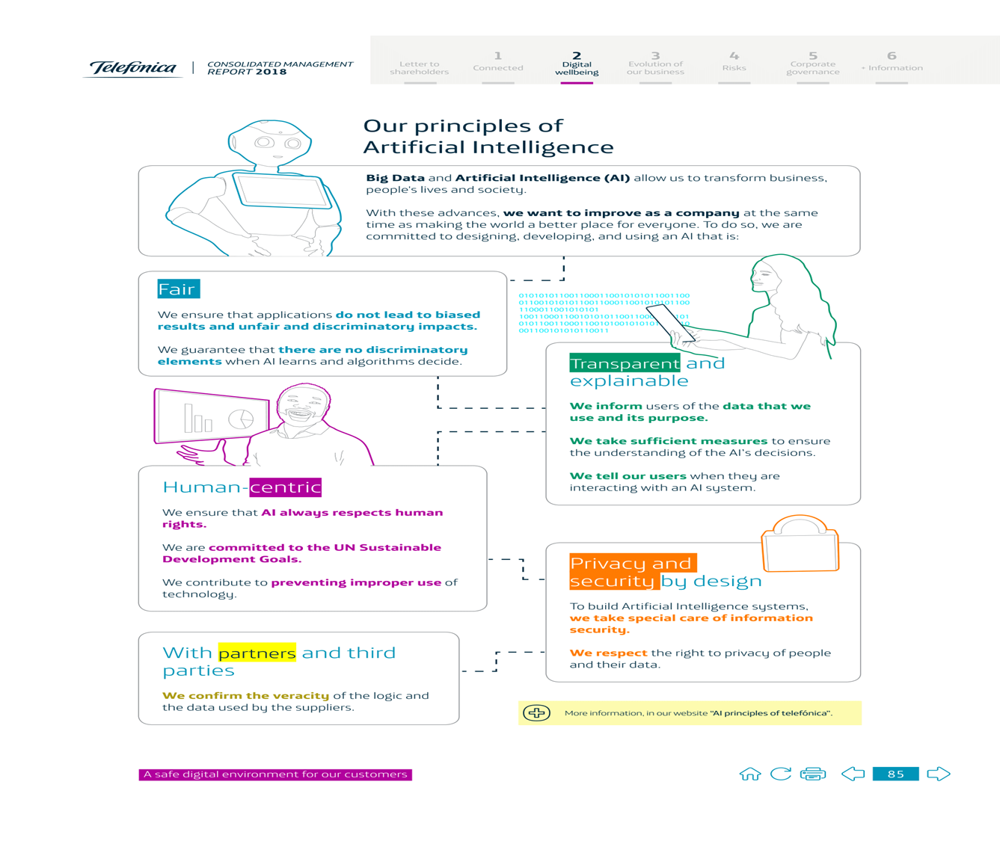 Telefónica
CONSOLIDATED MANAGEMENT
REPORT 2018
Letter to
shareholders
1
Connected
2
Digital
wellbeing
3
Evolution of
our business
4
Risks
5
Corporate
governance
6
+ Information
Our principles of
Artificial Intelligence
Big Data and Artificial Intelligence (AI) allow us to transform business,
people's lives and society.
With these advances, we want to improve as a company at the same
time as making the world a better place for everyone. To do so, we are
committed to designing, developing, and using an AI that is:
Fair
We ensure that applications do not lead to biased
results and unfair and discriminatory impacts.
We guarantee that there are no discriminatory
elements when AI learns and algorithms decide.
Transparent and
explainable
We inform users of the data that we
use and its purpose.
We take sufficient measures to ensure
the understanding of the AI's decisions.
We tell our users when they are
interacting with an AI system.
Human-centric
We ensure that AI always respects human
rights.
We are committed to the UN Sustainable
Development Goals.
We contribute to preventing improper use of
technology.
Privacy and
security by design
To build Artificial Intelligence systems,
we take special care of information
security.
We respect the right to privacy of people
and their data.
With partners and third
parties
We confirm the veracity of the logic and
the data used by the suppliers.
More information, in our website "AI principles of telefónica".
A safe digital environment for our customers
85